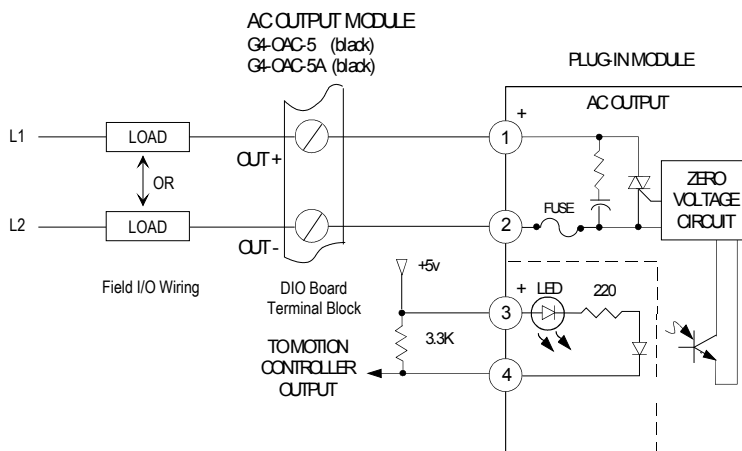 AC OUTPUT MODULE
G4-OAC-5 (black)
G4-OAC-5A (black)
PLUG-IN MODULE
AC OUTPUT
L1
LOAD
OUT +
1
+
OR
ZERO
VOLTAGE
CIRCUIT
L2
LOAD
OUT -
2
FUSE
Field I/O Wiring
DIO Board
Terminal Block
+5v
3
+
LED
220
3.3K
TO MOTION
CONTROLLER
OUTPUT
4